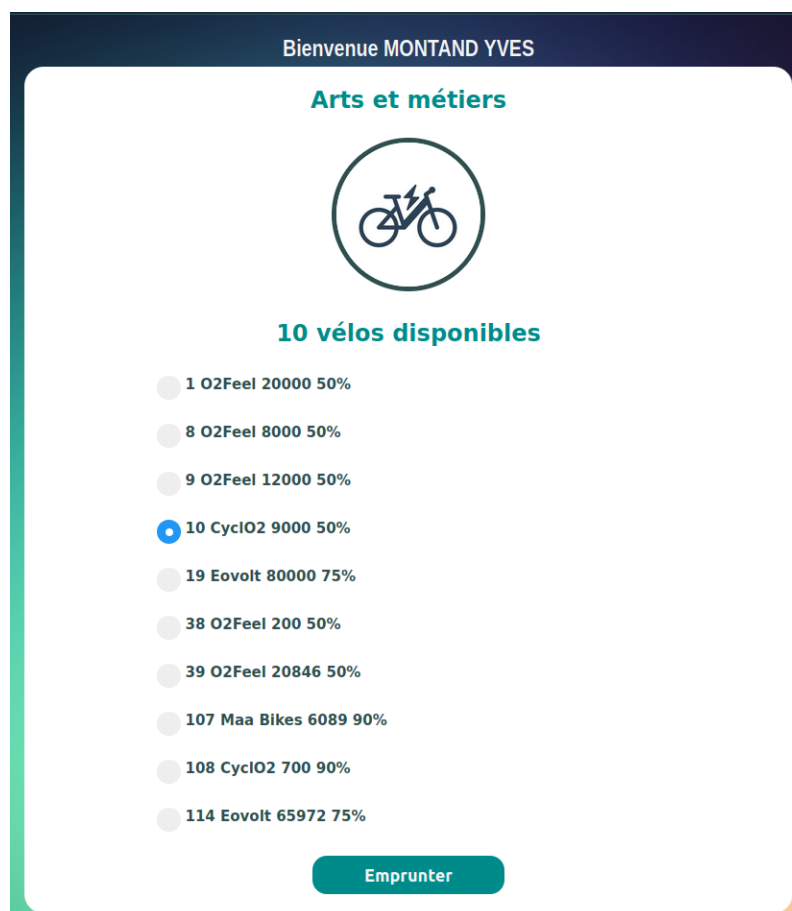 Bienvenue MONTAND YVES
Arts et métiers
10 vélos disponibles
1 O2Feel 20000 50%
8 O2Feel 8000 50%
9 O2Feel 12000 50%
10 CyclO2 9000 50%
19 Eovolt 80000 75%
38 O2Feel 200 50%
39 O2Feel 20846 50%
107 Maa Bikes 6089 90%
108 CyclO2 700 90%
114 Eovolt 65972 75%
Emprunter